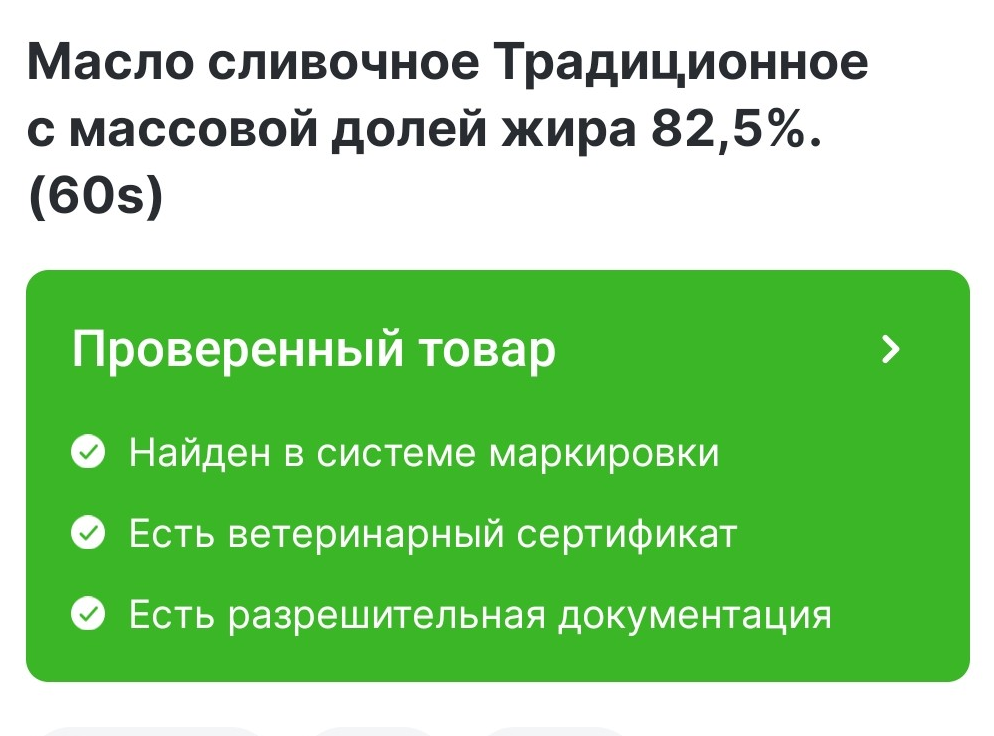 Масло сливочное Традиционное
с массовой долей жира 82,5%.
(60s)
Проверенный товар
Найден в системе маркировки
Есть ветеринарный сертификат
Есть разрешительная документация